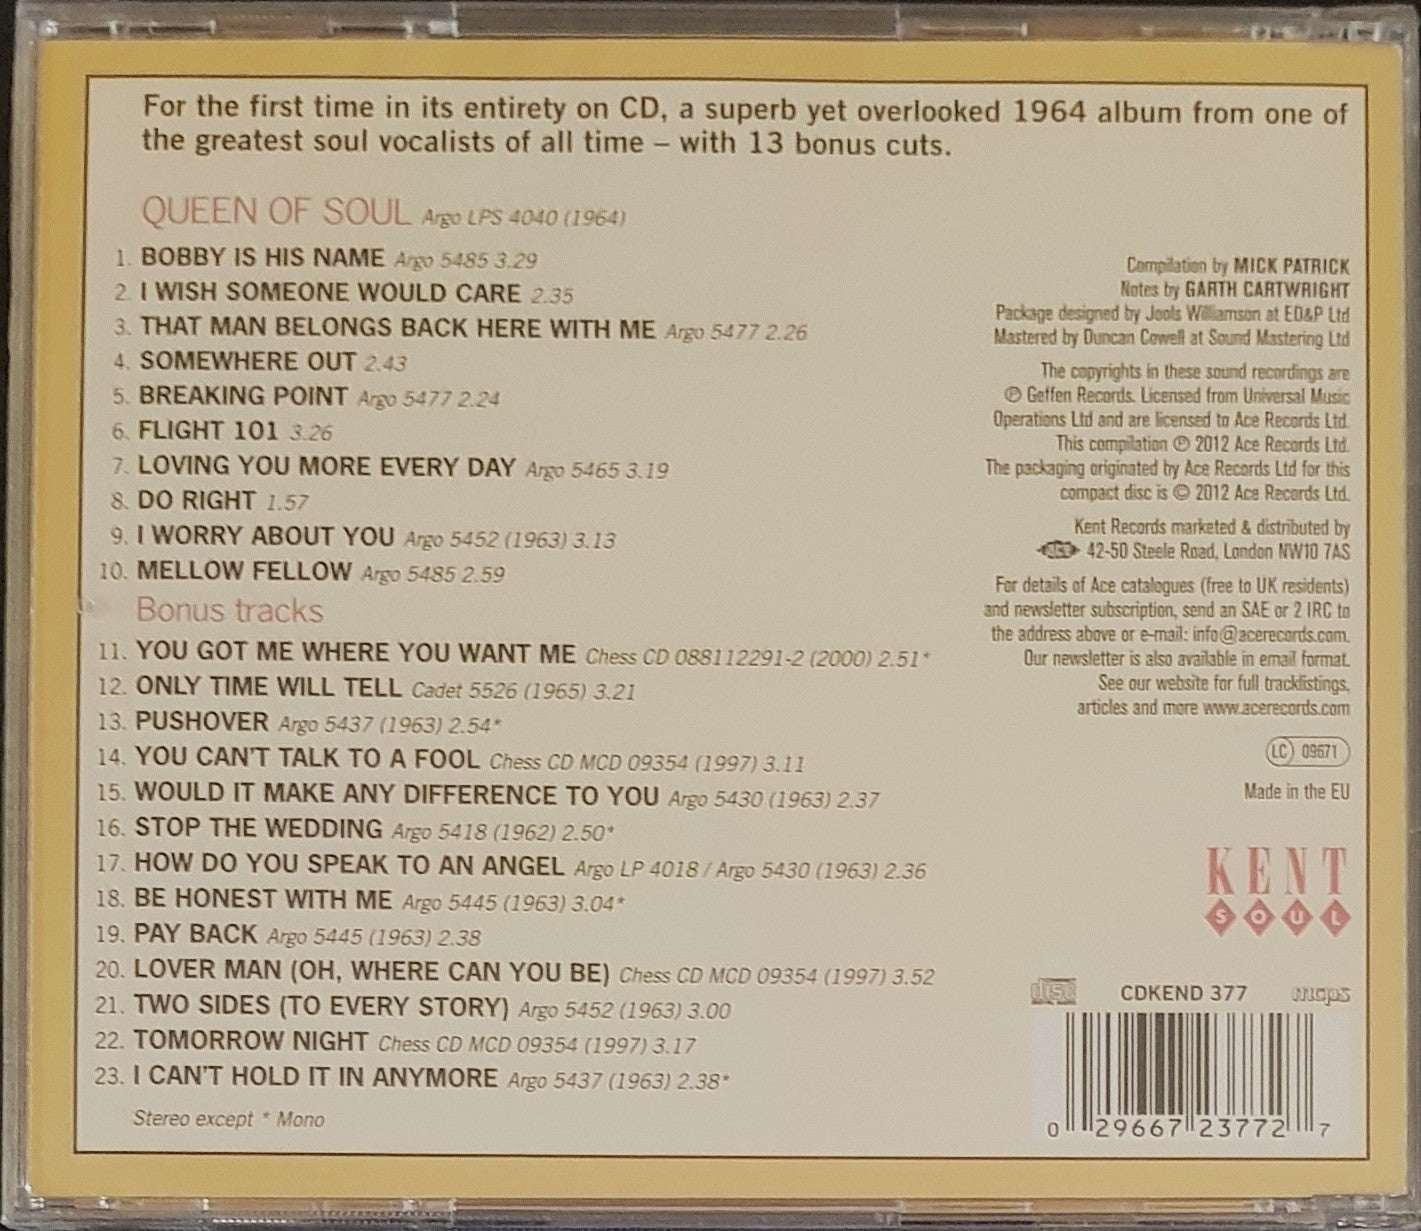 For the first time in its entirety on CD, a superb yet overlooked 1964 album from one of
the greatest soul vocalists of all time – with 13 bonus cuts.
QUEEN OF SOUL Argo LPS 4040 (1964)
1. BOBBY IS HIS NAME Argo 5485 3.29
2. I WISH SOMEONE WOULD CARE 2.35
3. THAT MAN BELONGS BACK HERE WITH ME Argo 5477 2.26
4. SOMEWHERE OUT 2.43
5. BREAKING POINT Argo 5477 2.24
6. FLIGHT 101 3.26
7. LOVING YOU MORE EVERY DAY Argo 5465 3.19
8. DO RIGHT 1.57
9. I WORRY ABOUT YOU Argo 5452 (1963) 3.13
10. MELLOW FELLOW Argo 5485 2.59
Bonus tracks
11. YOU GOT ME WHERE YOU WANT ME Chess CD 088112291-2 (2000) 2.51*
12. ONLY TIME WILL TELL Cadet 5526 (1965) 3.21
13. PUSHOVER Argo 5437 (1963) 2.54*
14. YOU CAN'T TALK TO A FOOL Chess CD MCD 09354 (1997) 3.11
15. WOULD IT MAKE ANY DIFFERENCE TO YOU Argo 5430 (1963) 2.37
16. STOP THE WEDDING Argo 5418 (1962) 2.50*
17. HOW DO YOU SPEAK TO AN ANGEL Argo LP 4018 / Argo 5430 (1963) 2.36
18. BE HONEST WITH ME Argo 5445 (1963) 3.04*
19. PAY BACK Argo 5445 (1963) 2.38
20. LOVER MAN (OH, WHERE CAN YOU BE) Chess CD MCD 09354 (1997) 3.52
21. TWO SIDES (TO EVERY STORY) Argo 5452 (1963) 3.00
22. TOMORROW NIGHT Chess CD MCD 09354 (1997) 3.17
23. I CAN'T HOLD IT IN ANYMORE Argo 5437 (1963) 2.38*
Stereo except * Mono
Compilation by MICK PATRICK
Notes by GARTH CARTWRIGHT
Package designed by Jools Williamson at ED&P Ltd
Mastered by Duncan Cowell at Sound Mastering Ltd
The copyrights in these sound recordings are
℗ Geffen Records. Licensed from Universal Music
Operations Ltd and are licensed to Ace Records Ltd.
This compilation ℗ 2012 Ace Records Ltd.
The packaging originated by Ace Records Ltd for this
compact disc is © 2012 Ace Records Ltd.
Kent Records marketed & distributed by
42-50 Steele Road, London NW10 7AS
For details of Ace catalogues (free to UK residents)
and newsletter subscription, send an SAE or 2 IRC to
the address above or e-mail: info@acerecords.com.
Our newsletter is also available in email format.
See our website for full tracklistings,
articles and more www.acerecords.com
LC 09671
Made in the EU
KENT
SOUL
disc CDKEND 377 mcps
0 29667 23772 7